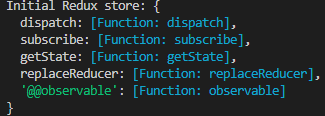 Initial Redux store: {
  dispatch: [Function: dispatch],
  subscribe: [Function: subscribe],
  getState: [Function: getState],
  replaceReducer: [Function: replaceReducer],
  '@@observable': [Function: observable]
}